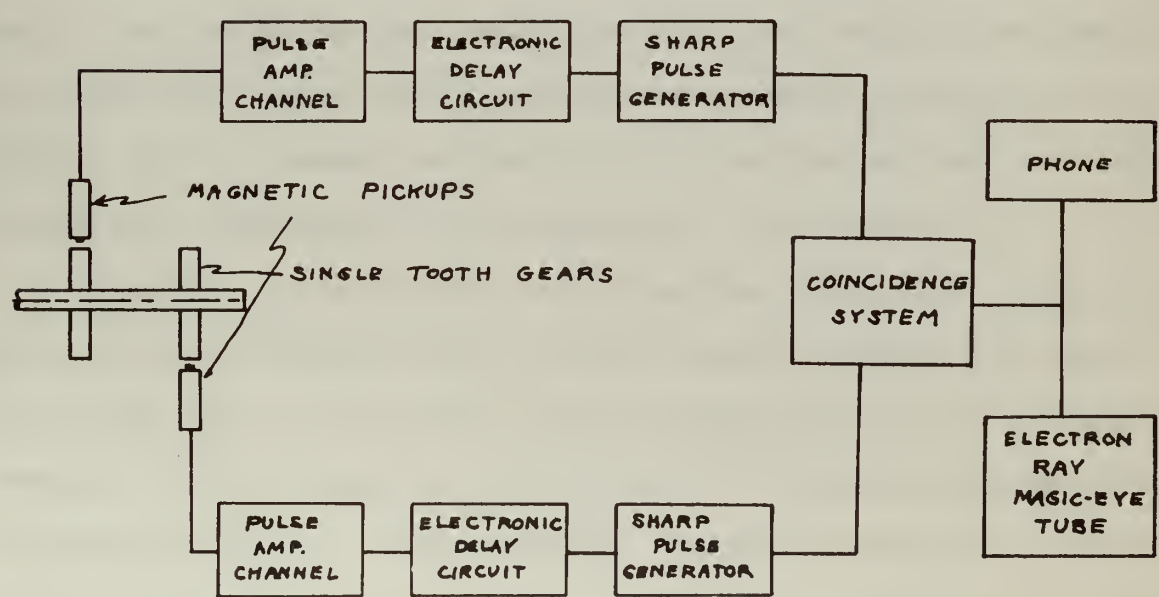 PULSE
AMP.
CHANNEL
ELECTRONIC
DELAY
CIRCUIT
SHARP
PULSE
GENERATOR
PHONE
MAGNETIC PICKUPS
SINGLE TOOTH GEARS
COINCIDENCE
SYSTEM
ELECTRON
RAY
MAGIC-EYE
TUBE
PULSE
AMP.
CHANNEL
ELECTRONIC
DELAY
CIRCUIT
SHARP
PULSE
GENERATOR